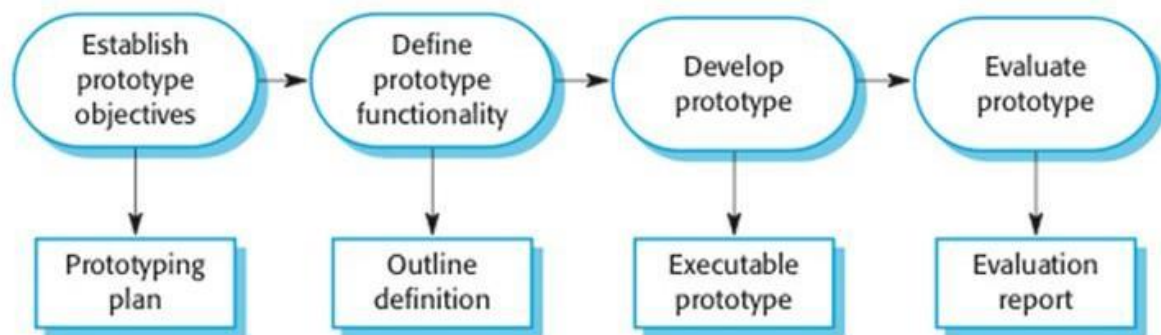 Establish
prototype
objectives
Define
prototype
functionality
Develop
prototype
Evaluate
prototype
Prototyping
plan
Outline
definition
Executable
prototype
Evaluation
report